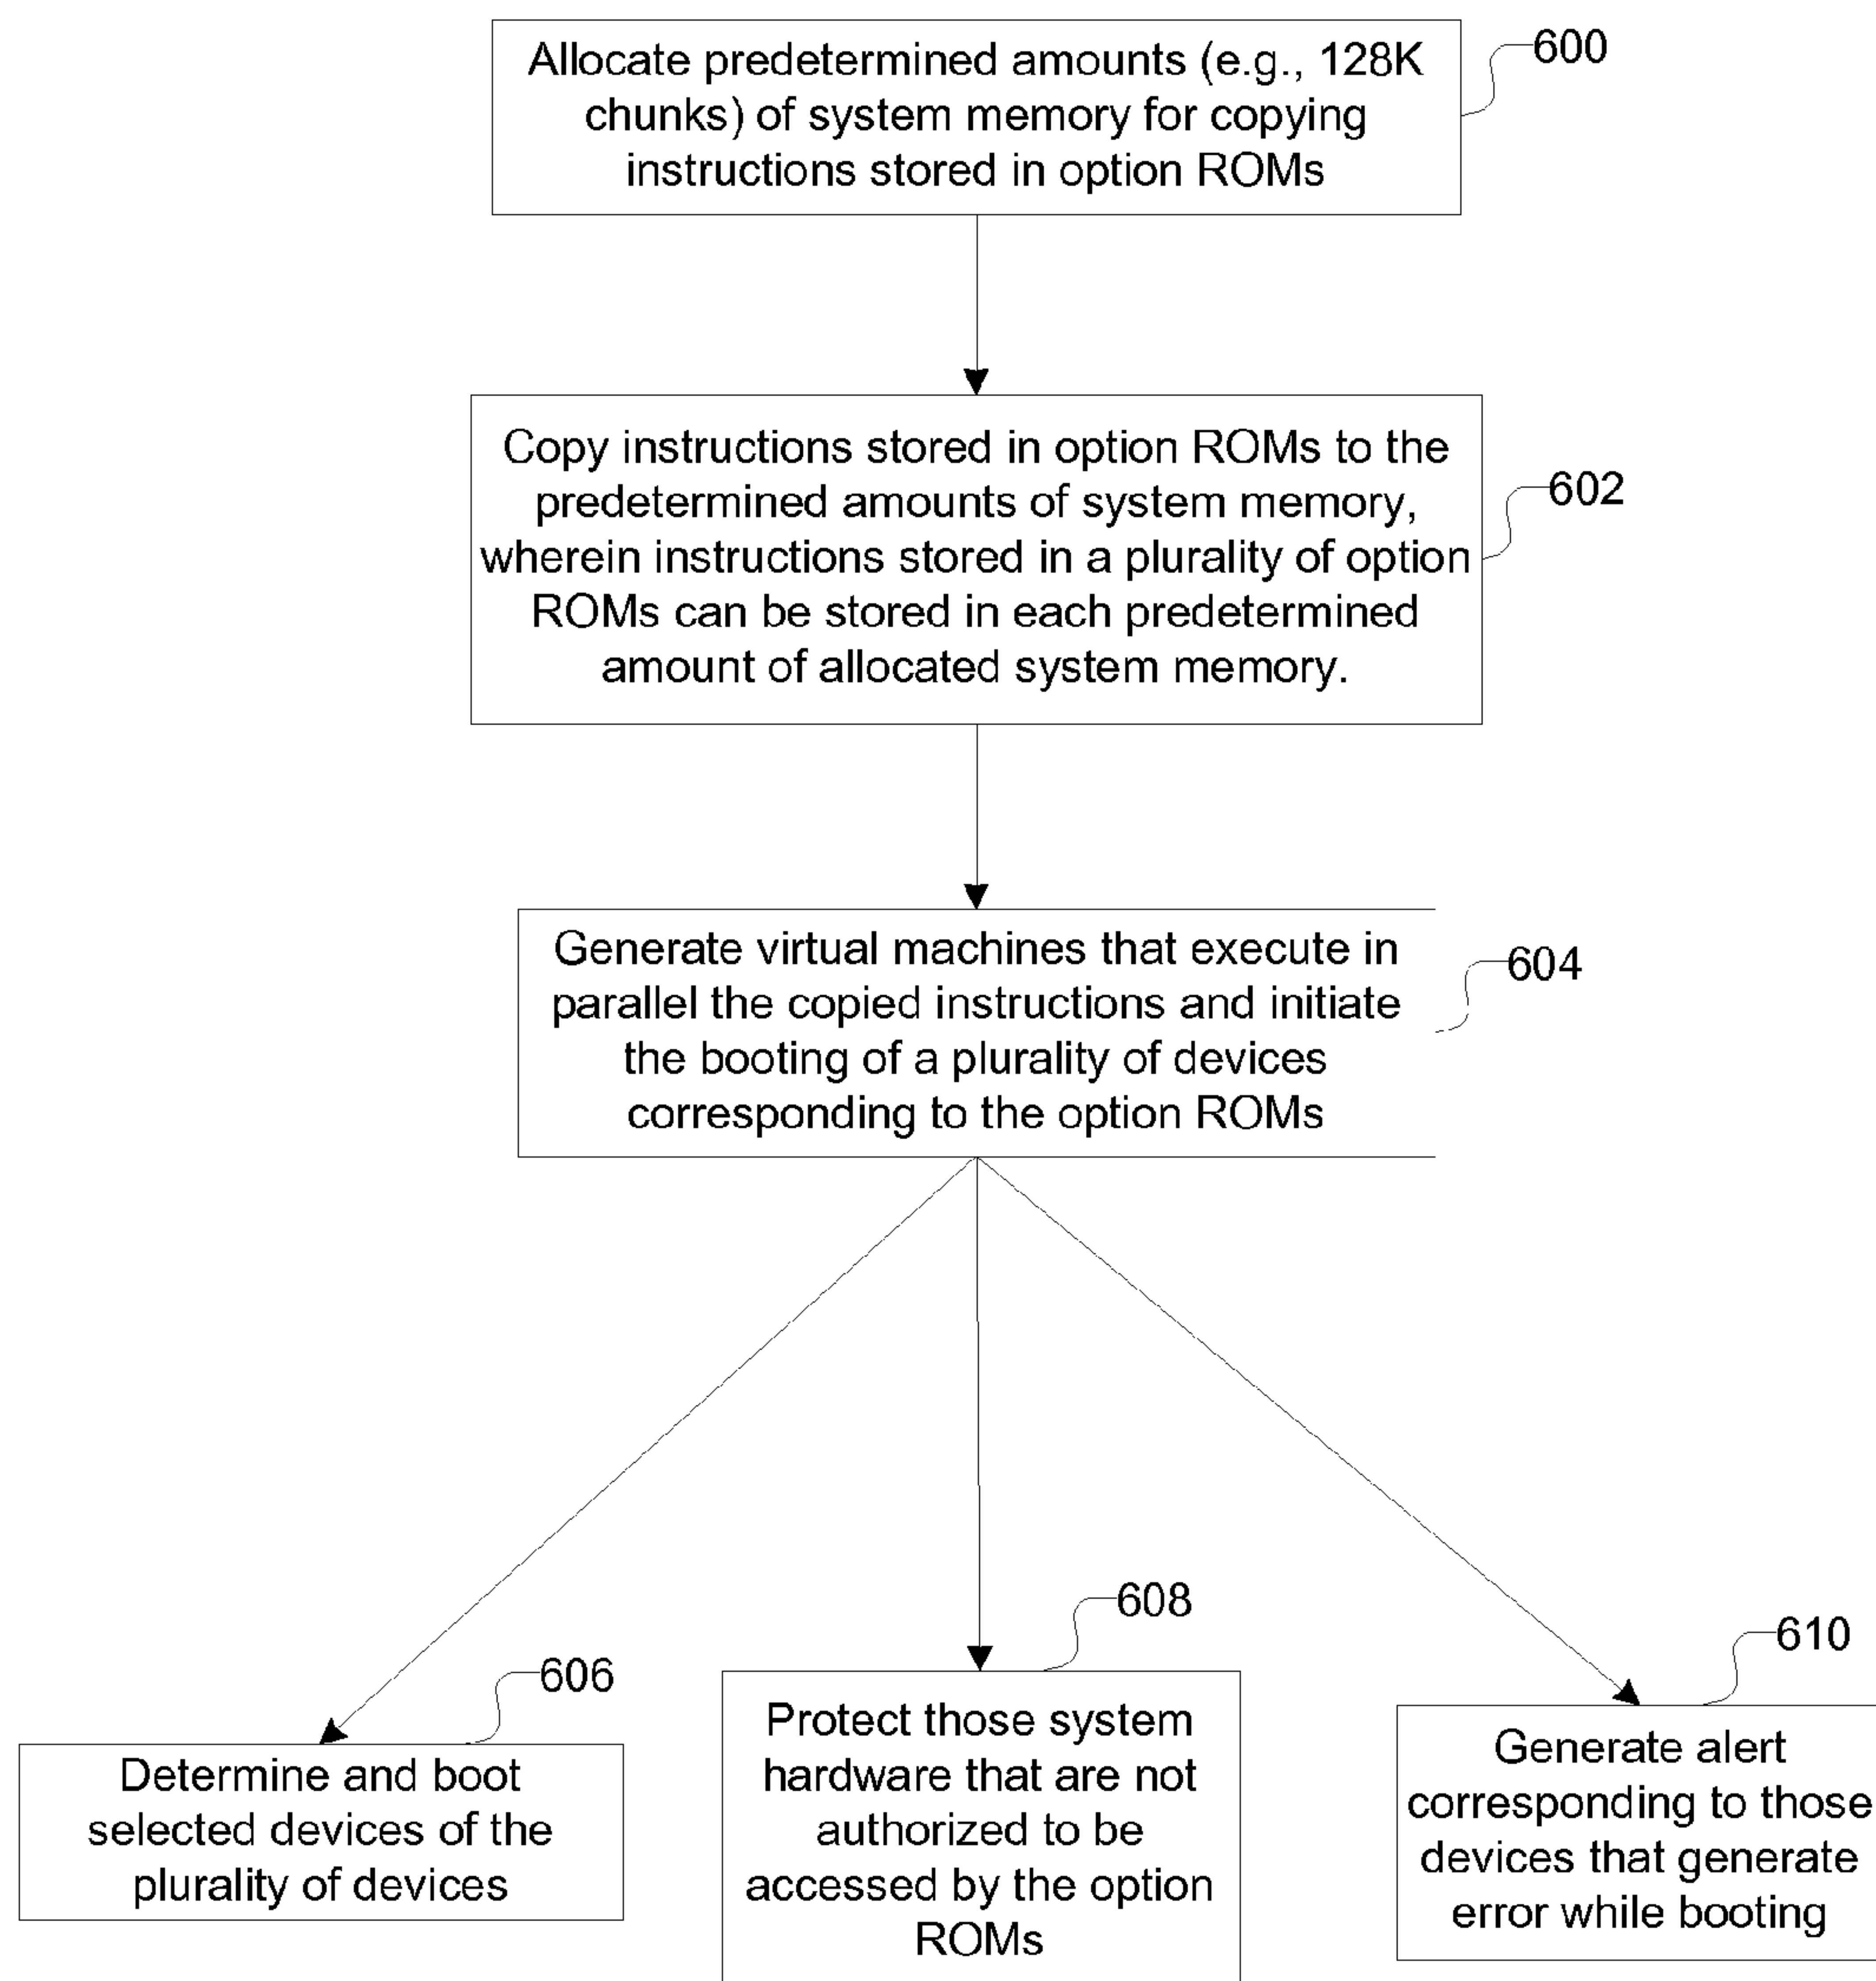 Allocate predetermined amounts (e.g., 128K
chunks) of system memory for copying
instructions stored in option ROMs
600
Copy instructions stored in option ROMs to the
predetermined amounts of system memory,
wherein instructions stored in a plurality of option
ROMs can be stored in each predetermined
amount of allocated system memory.
602
Generate virtual machines that execute in
parallel the copied instructions and initiate
the booting of a plurality of devices
corresponding to the option ROMs
604
606
Determine and boot
selected devices of the
plurality of devices
608
Protect those system
hardware that are not
authorized to be
accessed by the option
ROMs
610
Generate alert
corresponding to those
devices that generate
error while booting